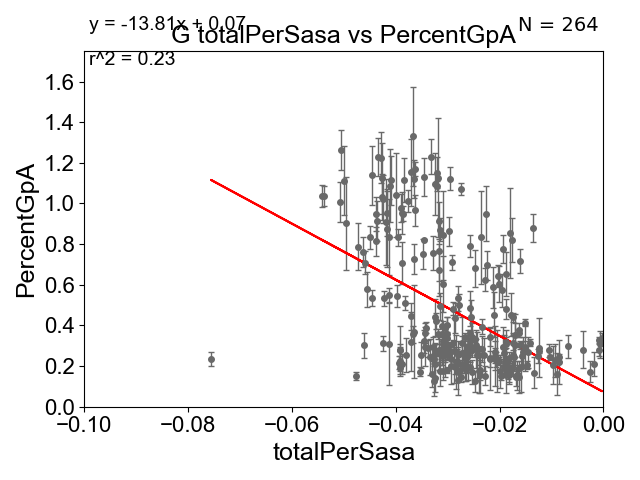 y = -13.81x + 0.07
N = 264
G totalPerSasa vs PercentGpA
r^2 = 0.23
PercentGpA
1.6
1.4
1.2
1.0
0.8
0.6
0.4
0.2
0.0
−0.10 −0.08 −0.06 −0.04 −0.02 0.00
totalPerSasa